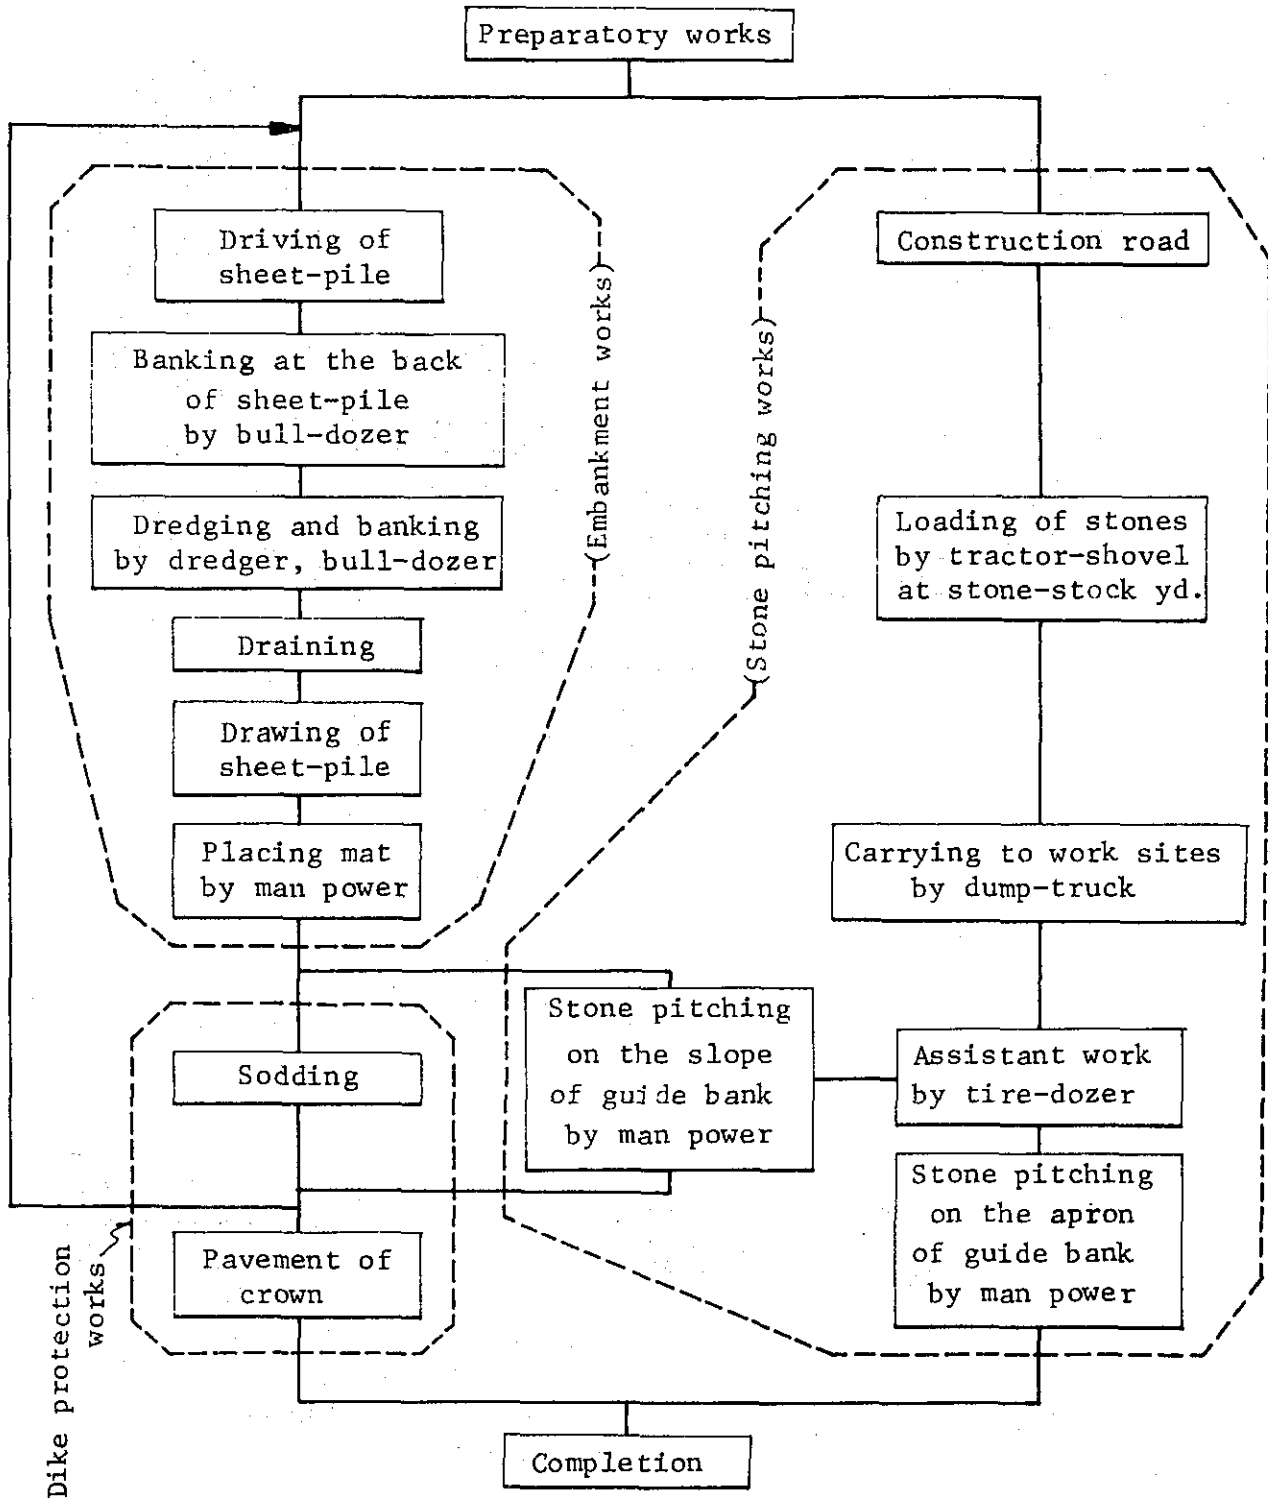 Preparatory works
Driving of
sheet-pile
Banking at the back
of sheet-pile
by bull-dozer
Dredging and banking
by dredger, bull-dozer
Draining
Drawing of
sheet-pile
Placing mat
by man power
(Embankment works)
Sodding
Pavement of
crown
Dike protection
works
(Stone pitching works)
Construction road
Loading of stones
by tractor-shovel
at stone-stock yd.
Carrying to work sites
by dump-truck
Stone pitching
on the slope
of guide bank
by man power
Assistant work
by tire-dozer
Stone pitching
on the apron
of guide bank
by man power
Completion